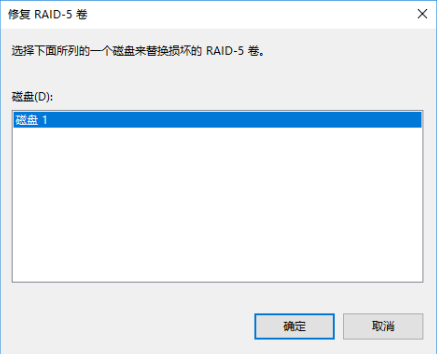 修复 RAID-5 卷
选择下面所列的一个磁盘来替换损坏的 RAID-5 卷。
磁盘(D):
磁盘 1
确定
取消